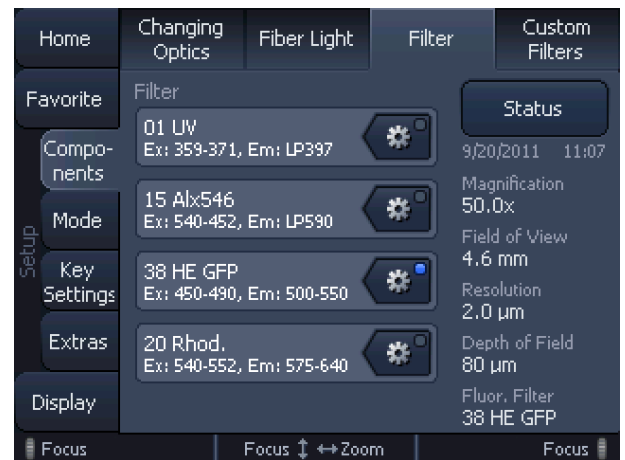 Home
Changing
Optics
Fiber Light
Filter
Custom
Filters
Favorite
Compo-
nents
Setup
Mode
Key
Settings
Extras
Display
Filter
01 UV
Ex: 359-371, Em: LP397
15 Alx546
Ex: 540-452, Em: LP590
38 HE GFP
Ex: 450-490, Em: 500-550
20 Rhod.
Ex: 540-552, Em: 575-640
Status
9/20/2011 11:07
Magnification
50.0x
Field of View
4.6 mm
Resolution
2.0 µm
Depth of Field
80 µm
Fluor. Filter
38 HE GFP
Focus
Focus ↕ ↔ Zoom
Focus